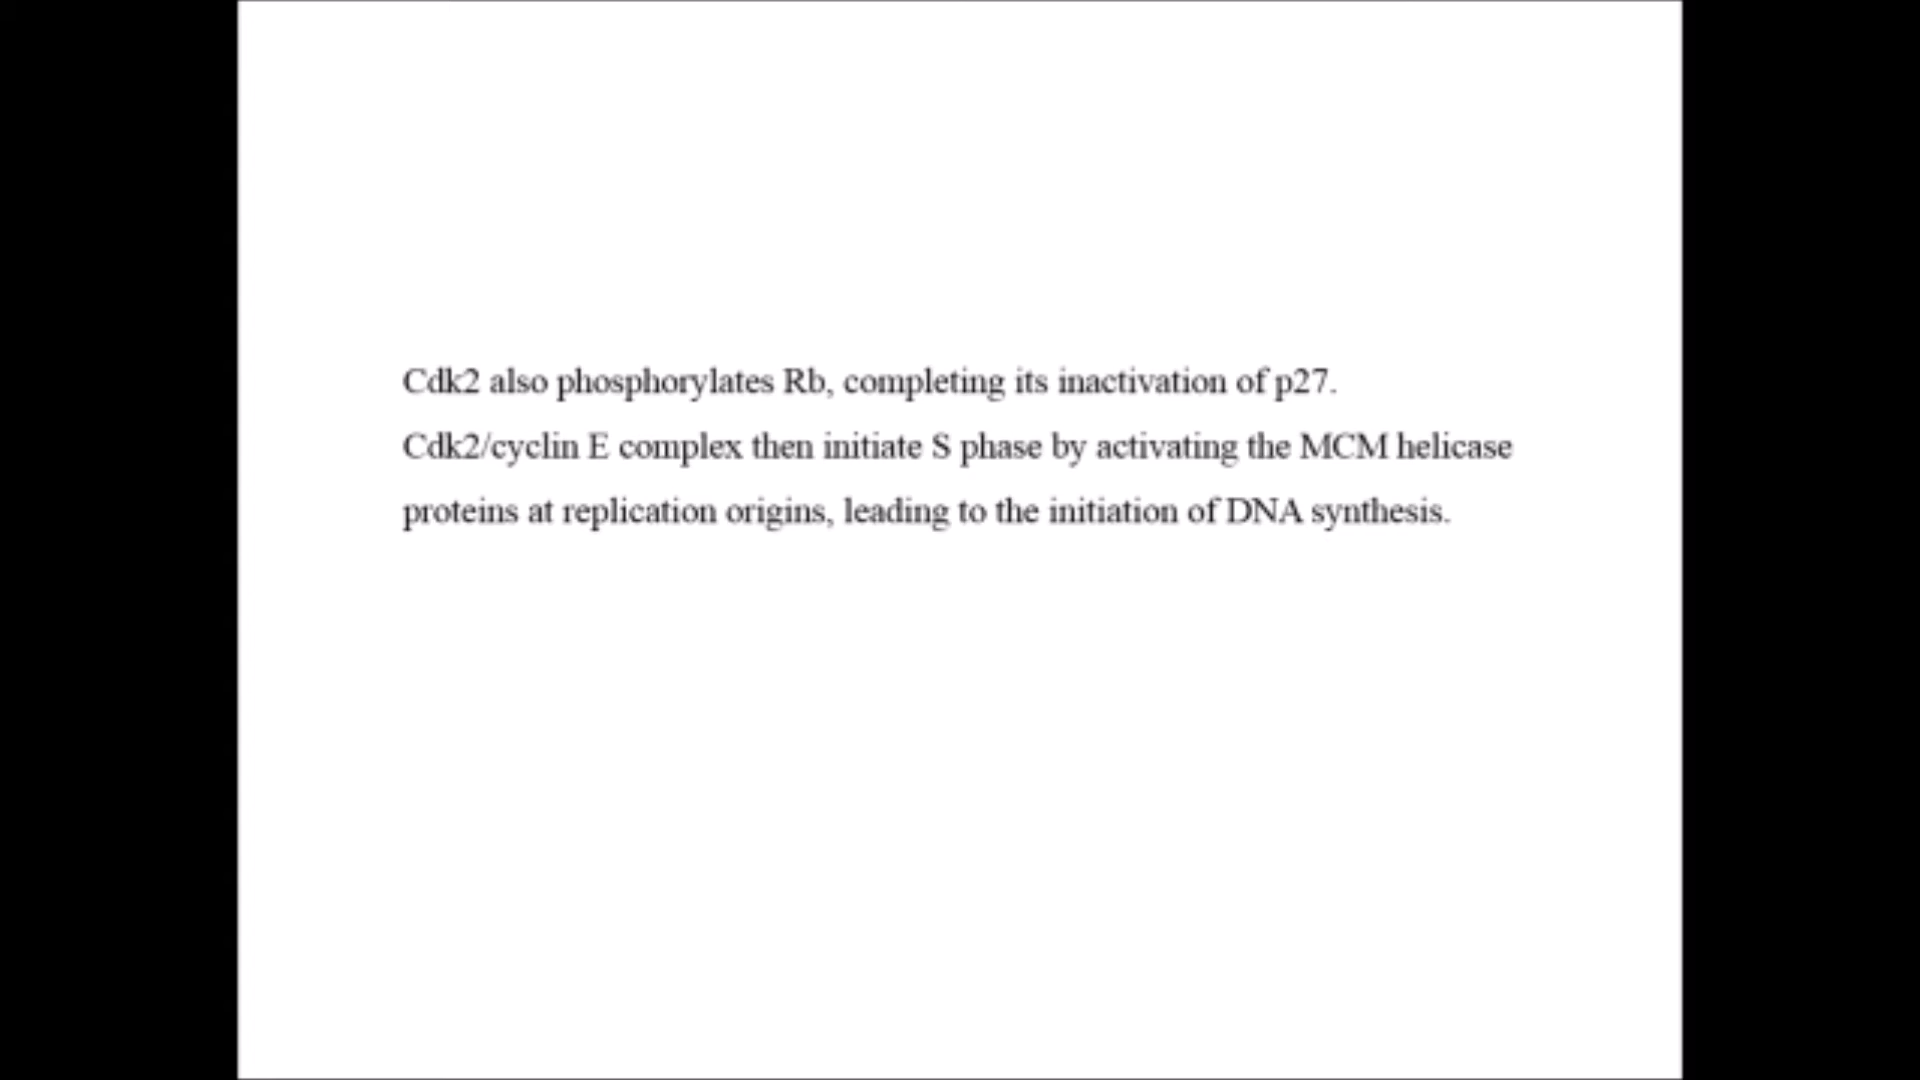 Cdk2 also phosphorylates Rb, completing its inactivation of p27.
Cdk2/cyclin E complex then initiate S phase by activating the MCM helicase
proteins at replication origins, leading to the initiation of DNA synthesis.